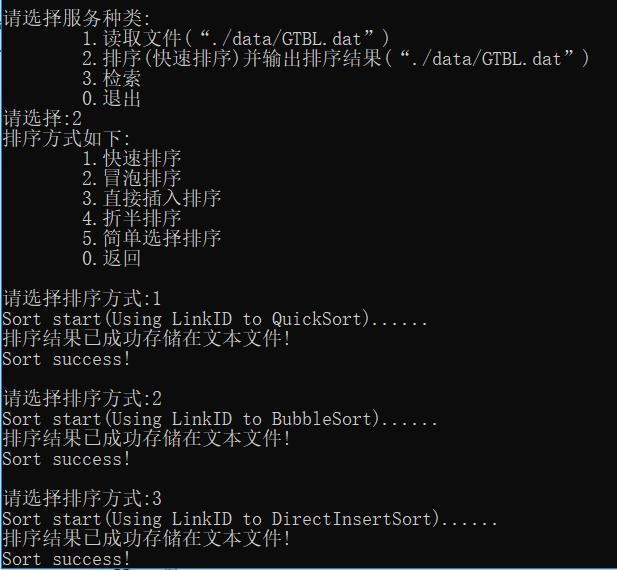 请选择服务种类:
1.读取文件(“./data/GTBL.dat”)
2.排序(快速排序)并输出排序结果(“./data/GTBL.dat”)
3.检索
0.退出
请选择:2
排序方式如下:
1.快速排序
2.冒泡排序
3.直接插入排序
4.折半排序
5.简单选择排序
0.返回
请选择排序方式:1
Sort start(Using LinkID to QuickSort)......
排序结果已成功存储在文本文件!
Sort success!
请选择排序方式:2
Sort start(Using LinkID to BubbleSort)......
排序结果已成功存储在文本文件!
Sort success!
请选择排序方式:3
Sort start(Using LinkID to DirectInsertSort)......
排序结果已成功存储在文本文件!
Sort success!